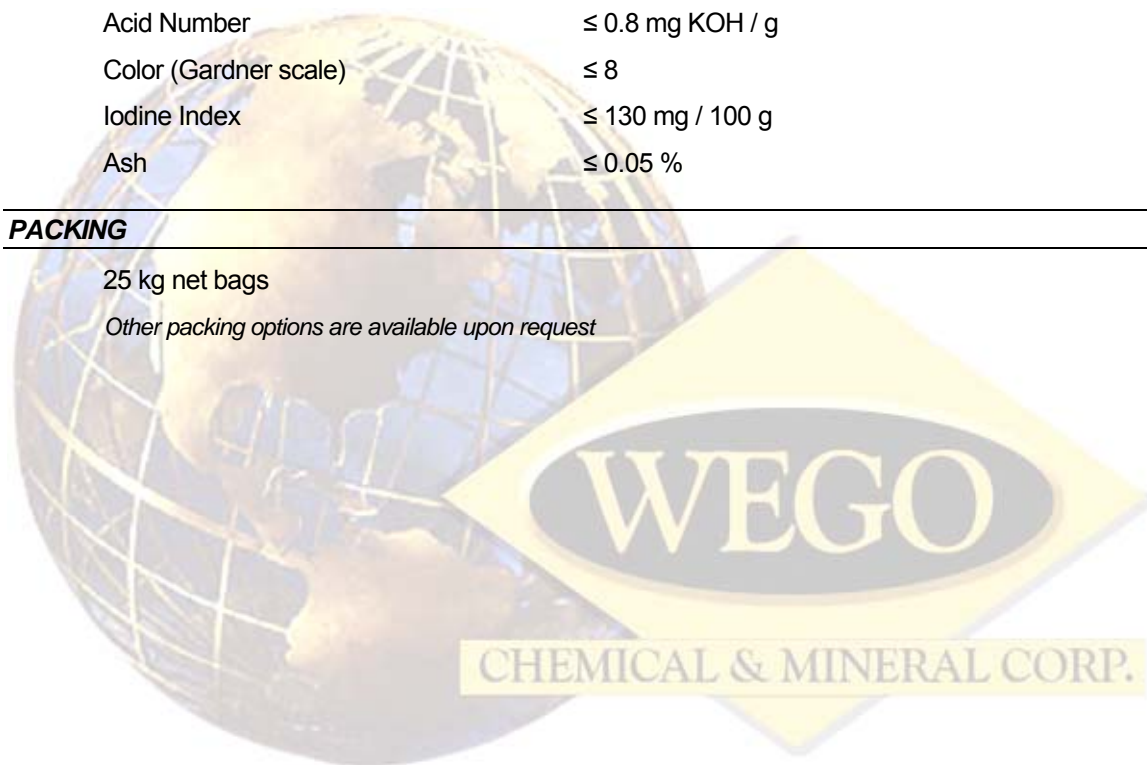 Acid Number ≤ 0.8 mg KOH / g
Color (Gardner scale) ≤ 8
Iodine Index ≤ 130 mg / 100 g
Ash ≤ 0.05 %
PACKING
25 kg net bags
Other packing options are available upon request
WEGO
CHEMICAL & MINERAL CORP.